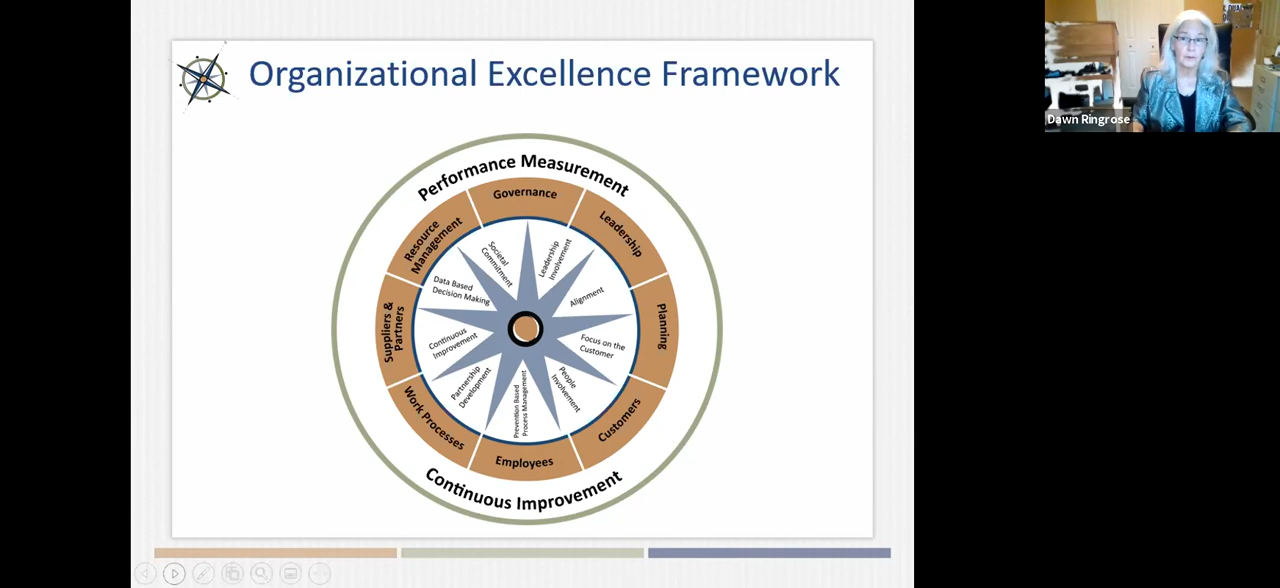 Organizational Excellence Framework
Dawn Ringrose
Performance Measurement
Governance
Leadership
Planning
Customers
Employees
Work Processes
Suppliers &
Partners
Resource
Management
Leadership
Involvement
Alignment
Focus on the
Customer
People
Involvement
Prevention Based
Process Management
Partnership
Development
Continuous
Improvement
Data Based
Decision Making
Societal
Commitment
Continuous Improvement